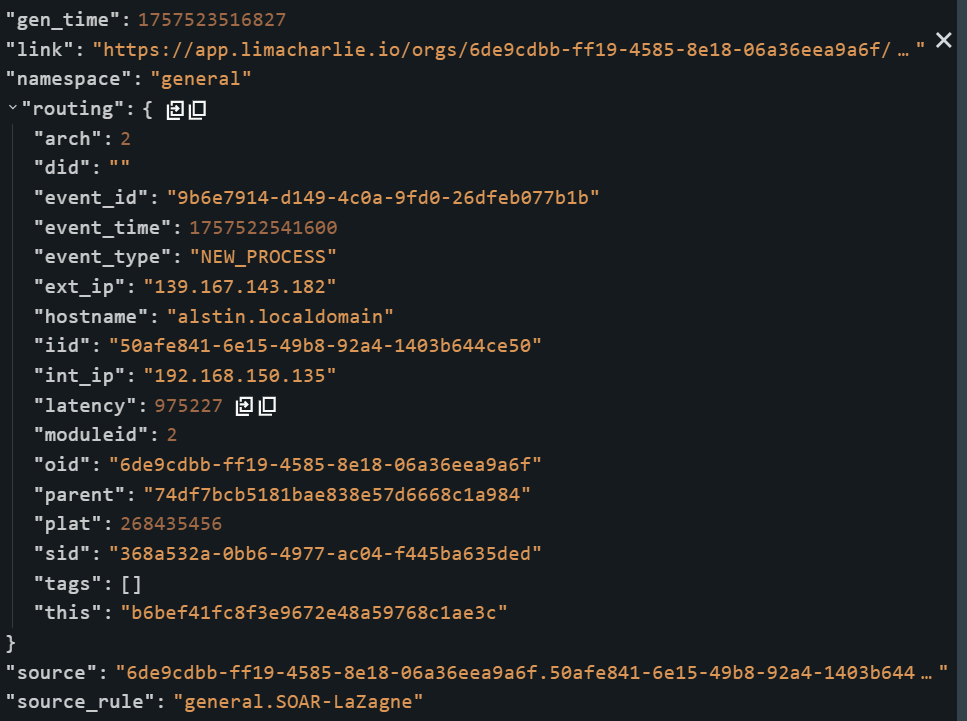 "gen_time": 1757523516827
"link": "https://app.limacharlie.io/orgs/6de9cdbb-ff19-4585-8e18-06a36eea9a6f/ … "
"namespace": "general"
"routing": {
"arch": 2
"did": ""
"event_id": "9b6e7914-d149-4c0a-9fd0-26dfeb077b1b"
"event_time": 1757522541600
"event_type": "NEW_PROCESS"
"ext_ip": "139.167.143.182"
"hostname": "alstin.localdomain"
"iid": "50afe841-6e15-49b8-92a4-1403b644ce50"
"int_ip": "192.168.150.135"
"latency": 975227
"moduleid": 2
"oid": "6de9cdbb-ff19-4585-8e18-06a36eea9a6f"
"parent": "74df7bcb5181bae838e57d6668c1a984"
"plat": 268435456
"sid": "368a532a-0bb6-4977-ac04-f445ba635ded"
"tags": []
"this": "b6bef41fc8f3e9672e48a59768c1ae3c"
}
"source": "6de9cdbb-ff19-4585-8e18-06a36eea9a6f.50afe841-6e15-49b8-92a4-1403b644 … "
"source_rule": "general.SOAR-LaZagne"